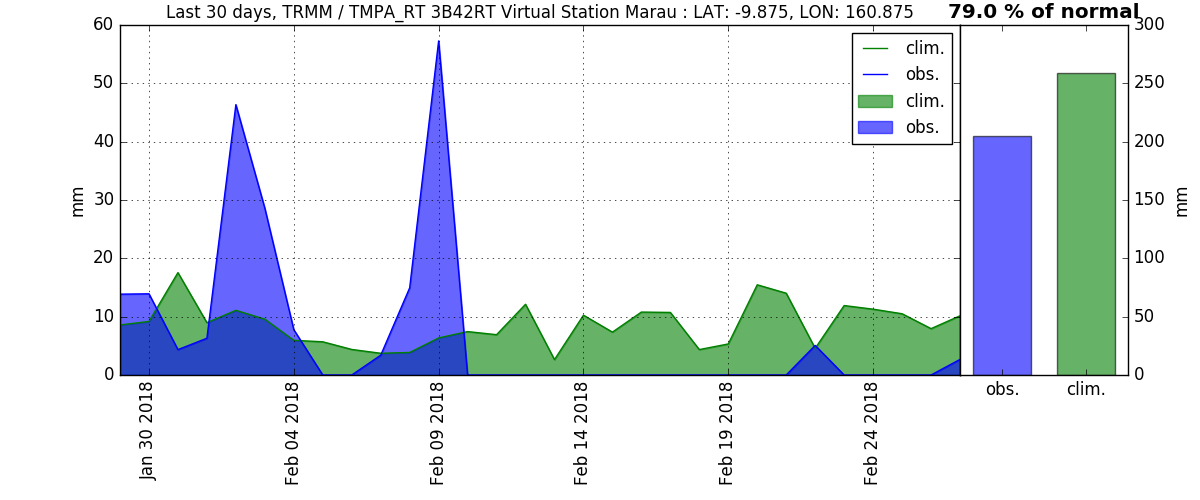 Last 30 days, TRMM / TMPA_RT 3B42RT Virtual Station Marau : LAT: -9.875, LON: 160.875
79.0 % of normal
60
50
40
30
20
10
0
mm
clim.
obs.
clim.
obs.
300
250
200
150
100
50
0
mm
Jan 30 2018
Feb 04 2018
Feb 09 2018
Feb 14 2018
Feb 19 2018
Feb 24 2018
obs.
clim.